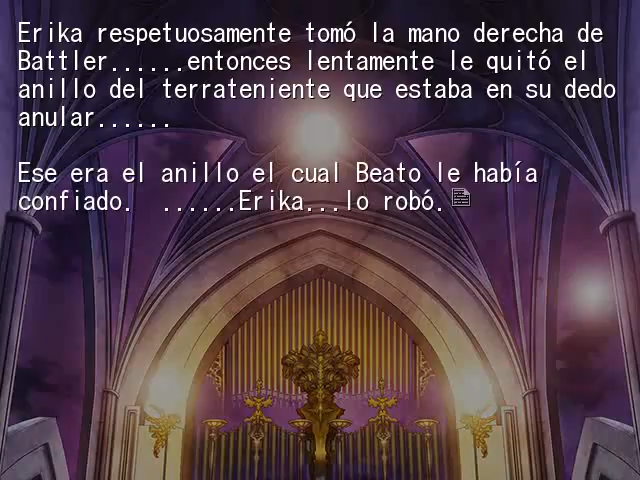 Erika respetuosamente tomó la mano derecha de
Battler......entonces lentamente le quitó el
anillo del terrateniente que estaba en su dedo
anular......
Ese era el anillo el cual Beato le había
confiado.  ......Erika...lo robó.